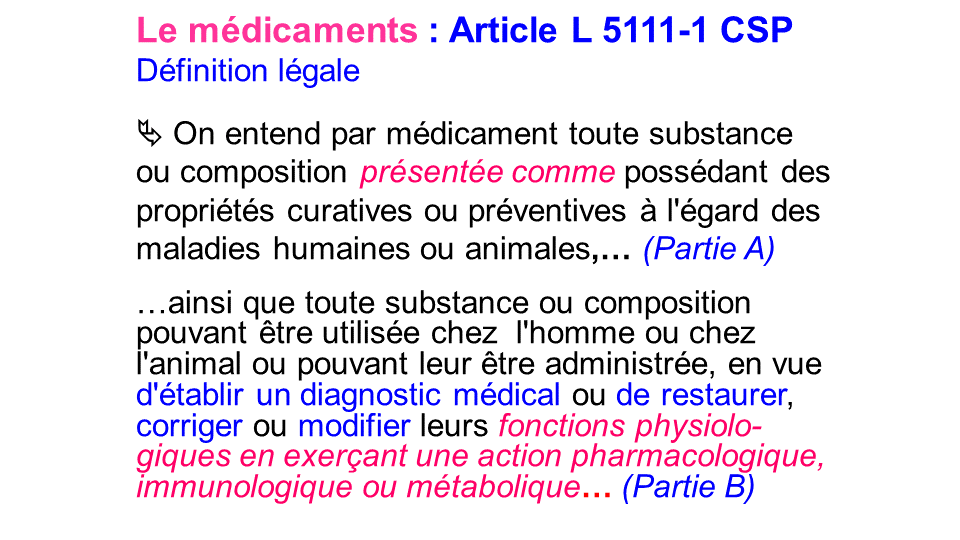 Le médicaments : Article L 5111-1 CSP
Définition légale
⮱ On entend par médicament toute substance
ou composition présentée comme possédant des
propriétés curatives ou préventives à l'égard des
maladies humaines ou animales,… (Partie A)
…ainsi que toute substance ou composition
pouvant être utilisée chez l'homme ou chez
l'animal ou pouvant leur être administrée, en vue
d'établir un diagnostic médical ou de restaurer,
corriger ou modifier leurs fonctions physiolo-
giques en exerçant une action pharmacologique,
immunologique ou métabolique… (Partie B)